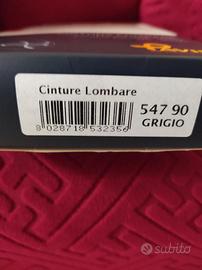 Cinture Lombare
547 90
8 028718 532356
GRIGIO
subito